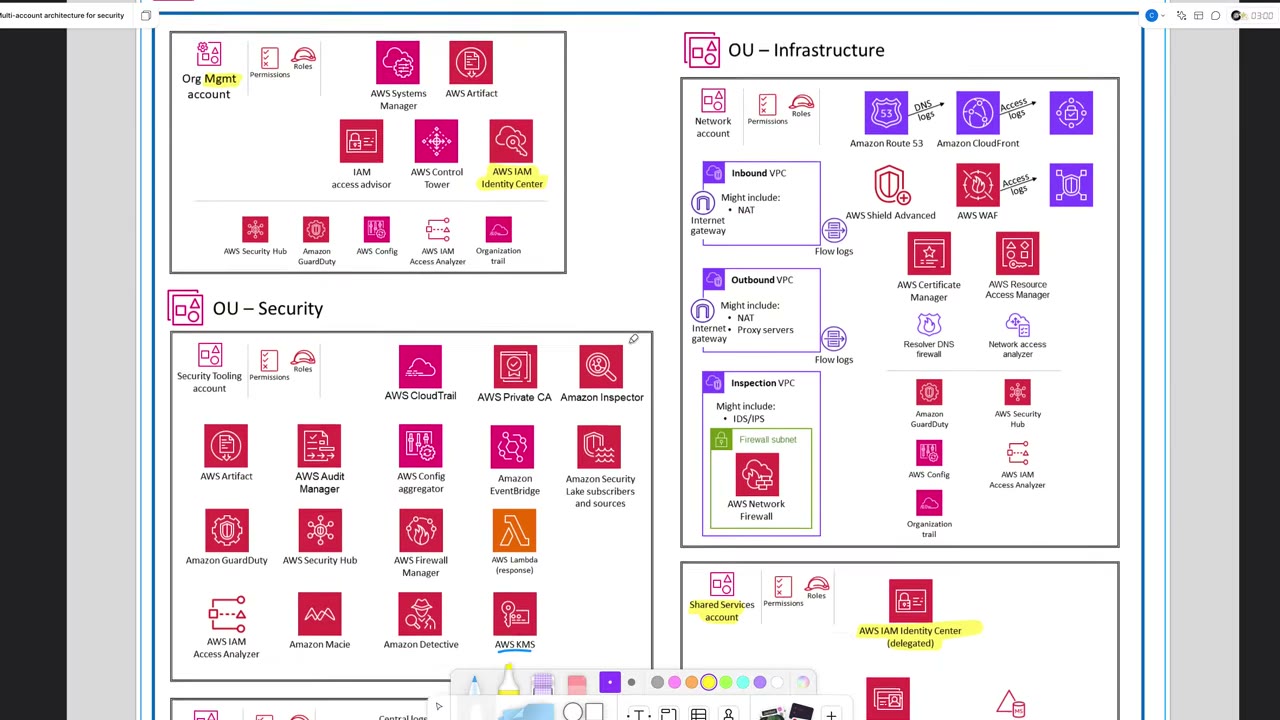 Multi-account architecture for security
03:00
Org Mgmt
account
Permissions
Roles
AWS Systems
Manager
AWS Artifact
IAM
access advisor
AWS Control
Tower
AWS IAM
Identity Center
AWS Security Hub
Amazon
GuardDuty
AWS Config
AWS IAM
Access Analyzer
Organization
trail
OU – Security
Security Tooling
account
Permissions
Roles
AWS CloudTrail
AWS Private CA
Amazon Inspector
AWS Artifact
AWS Audit
Manager
AWS Config
aggregator
Amazon
EventBridge
Amazon Security
Lake subscribers
and sources
Amazon GuardDuty
AWS Security Hub
AWS Firewall
Manager
AWS Lambda
(response)
AWS IAM
Access Analyzer
Amazon Macie
Amazon Detective
AWS KMS
Central logs
OU – Infrastructure
Network
account
Permissions
Roles
53
DNS
logs
Access
logs
Amazon Route 53
Amazon CloudFront
Inbound VPC
Might include:
• NAT
Internet
gateway
Flow logs
AWS Shield Advanced
AWS WAF
Access
logs
AWS Certificate
Manager
AWS Resource
Access Manager
Outbound VPC
Might include:
• NAT
• Proxy servers
Internet
gateway
Flow logs
Resolver DNS
firewall
Network access
analyzer
Inspection VPC
Might include:
• IDS/IPS
Firewall subnet
AWS Network
Firewall
Amazon
GuardDuty
AWS Security
Hub
AWS Config
AWS IAM
Access Analyzer
Organization
trail
Shared Services
account
Permissions
Roles
AWS IAM Identity Center
(delegated)